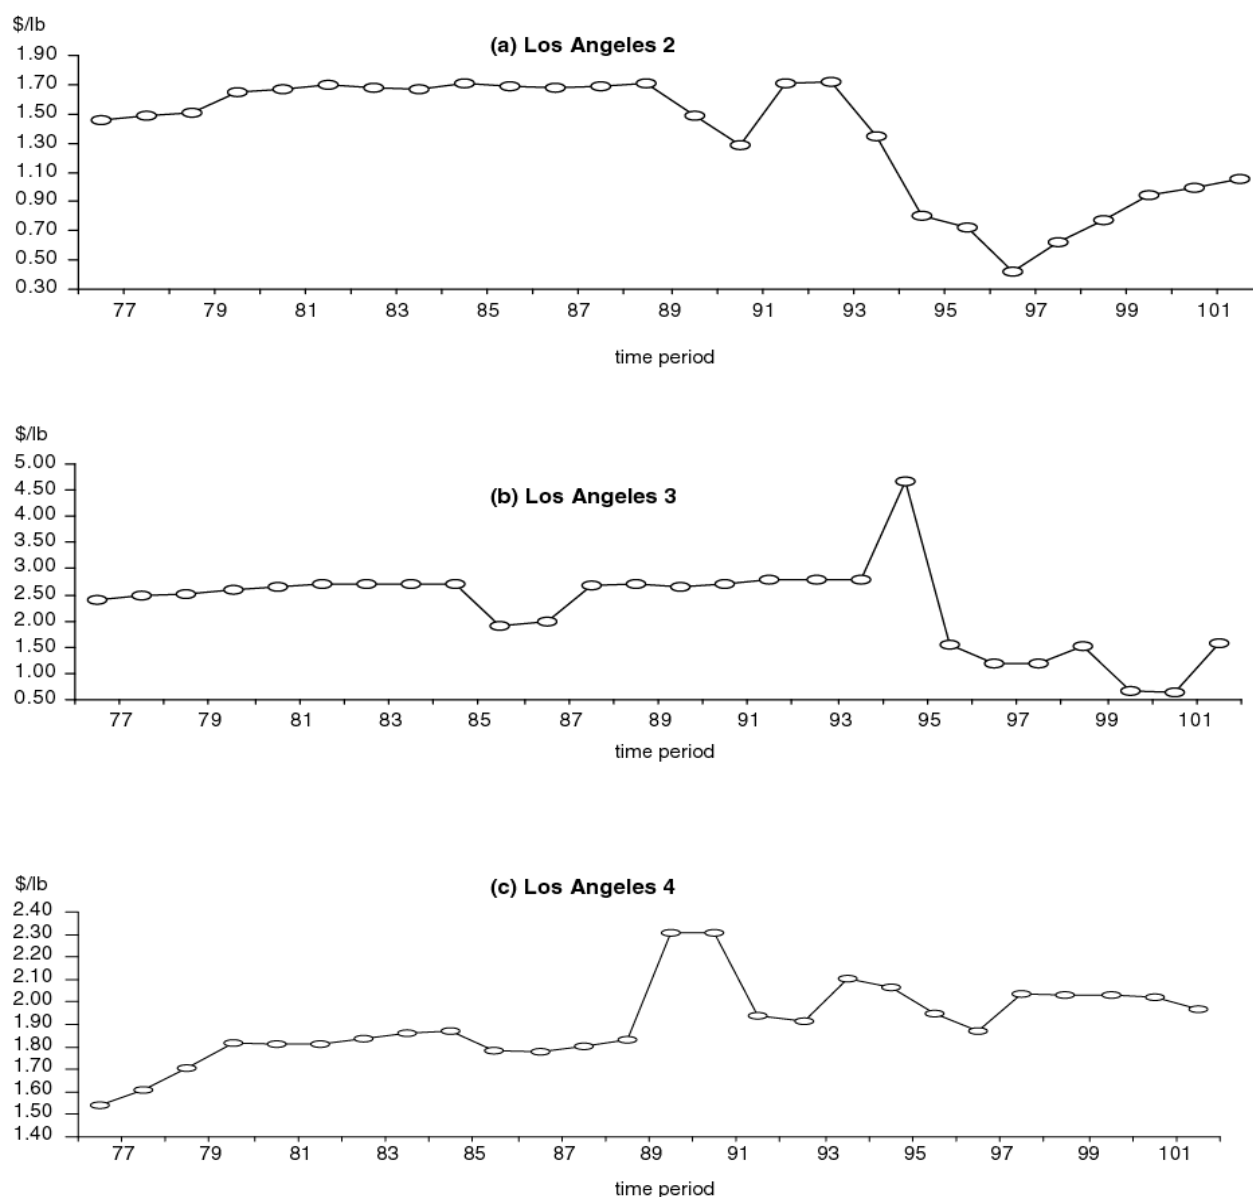 $/lb
(a) Los Angeles 2
1.90
1.70
1.50
1.30
1.10
0.90
0.70
0.50
0.30
77 79 81 83 85 87 89 91 93 95 97 99 101
time period
$/lb
5.00
(b) Los Angeles 3
4.50
4.00
3.50
3.00
2.50
2.00
1.50
1.00
0.50
77 79 81 83 85 87 89 91 93 95 97 99 101
time period
$/lb
(c) Los Angeles 4
2.40
2.30
2.20
2.10
2.00
1.90
1.80
1.70
1.60
1.50
1.40
77 79 81 83 85 87 89 91 93 95 97 99 101
time period